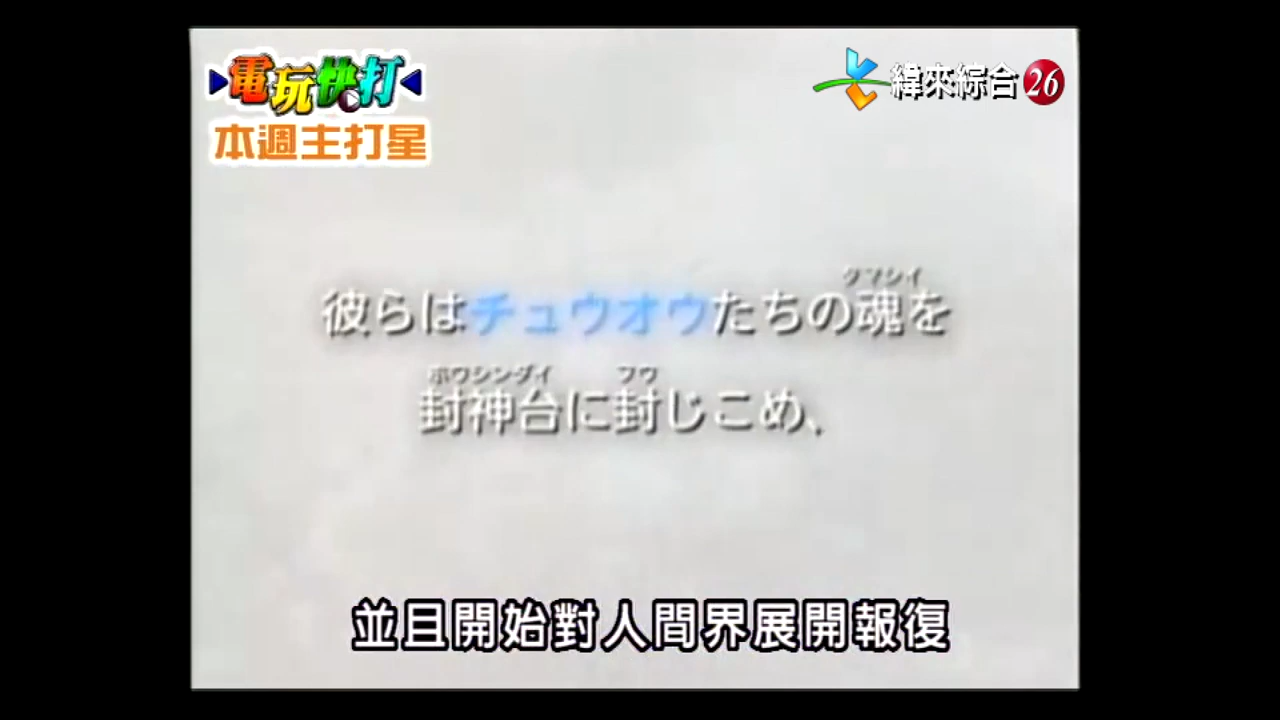 電玩快打
本週主打星
緯來綜合26
タマシイ
彼らはチュウオウたちの魂を
ホウシンダイ フウ
封神台に封じこめ、
並且開始對人間界展開報復